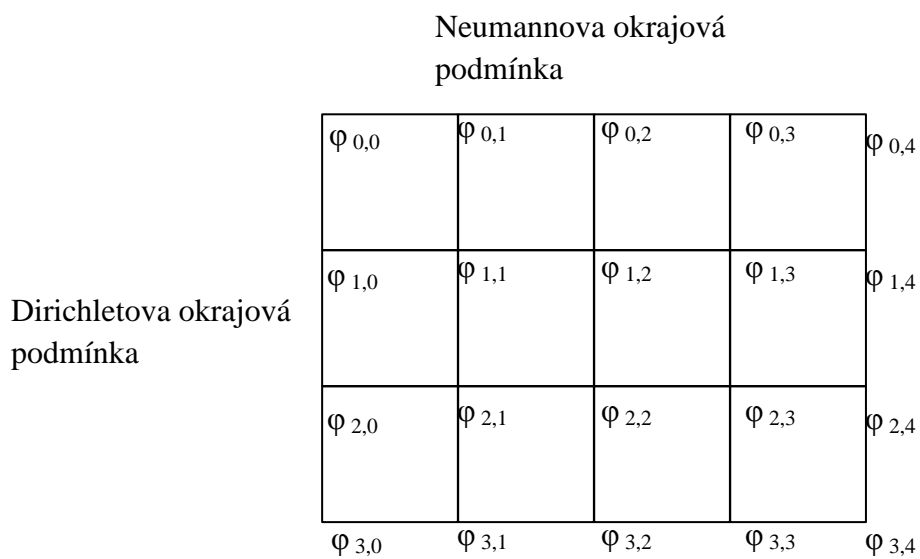 Neumannova okrajová
podmínka
φ 0,0 φ 0,1 φ 0,2 φ 0,3 φ 0,4
φ 1,0 φ 1,1 φ 1,2 φ 1,3 φ 1,4
Dirichletova okrajová
podmínka
φ 2,0 φ 2,1 φ 2,2 φ 2,3 φ 2,4
φ 3,0 φ 3,1 φ 3,2 φ 3,3 φ 3,4